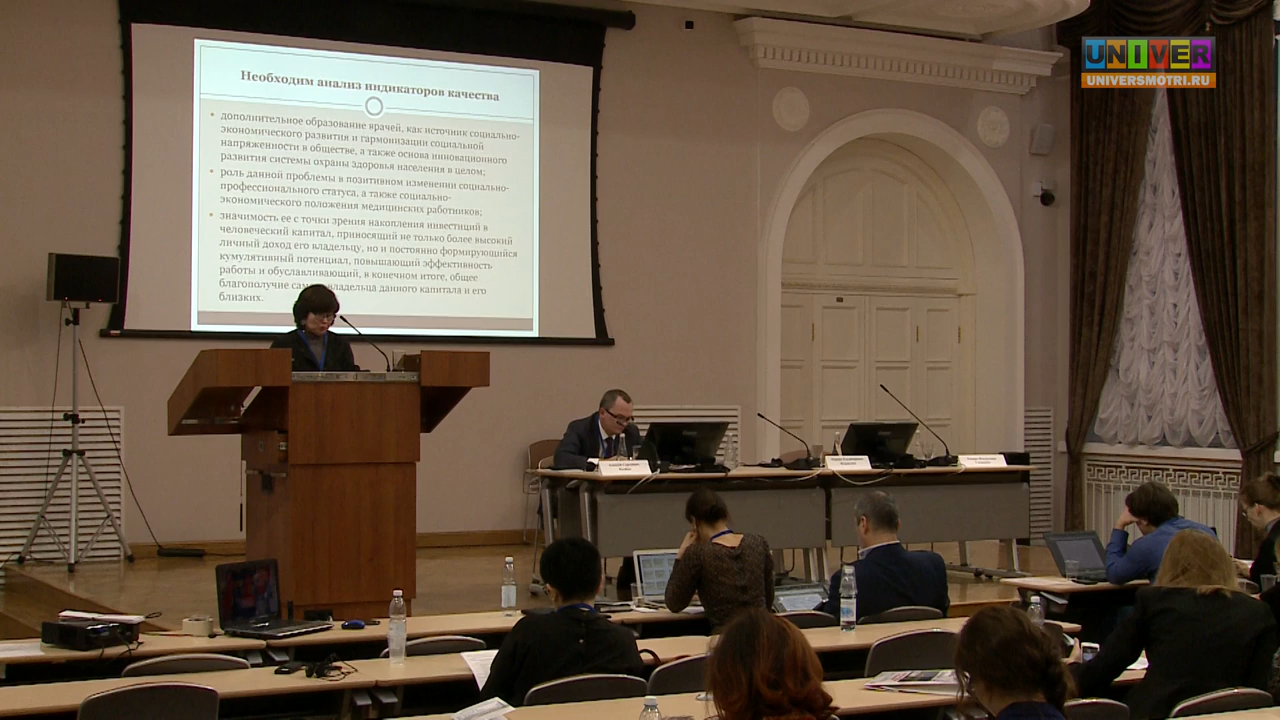 UNIVER
UNIVERSMOTRI.RU
Необходим анализ индикаторов качества
• дополнительное образование врачей, как источник социально-
экономического развития и гармонизации социальной
напряженности в обществе, а также основа инновационного
развития системы охраны здоровья населения в целом;
• роль данной проблемы в позитивном изменении социально-
профессионального статуса, а также социально-
экономического положения медицинских работников;
• значимость ее с точки зрения накопления инвестиций в
человеческий капитал, приносящий не только более высокий
личный доход его владельцу, но и постоянно формирующийся
кумулятивный потенциал, повышающий эффективность
работы и обуславливающий, в конечном итоге, общее
благополучие владельца данного капитала и его
близких.